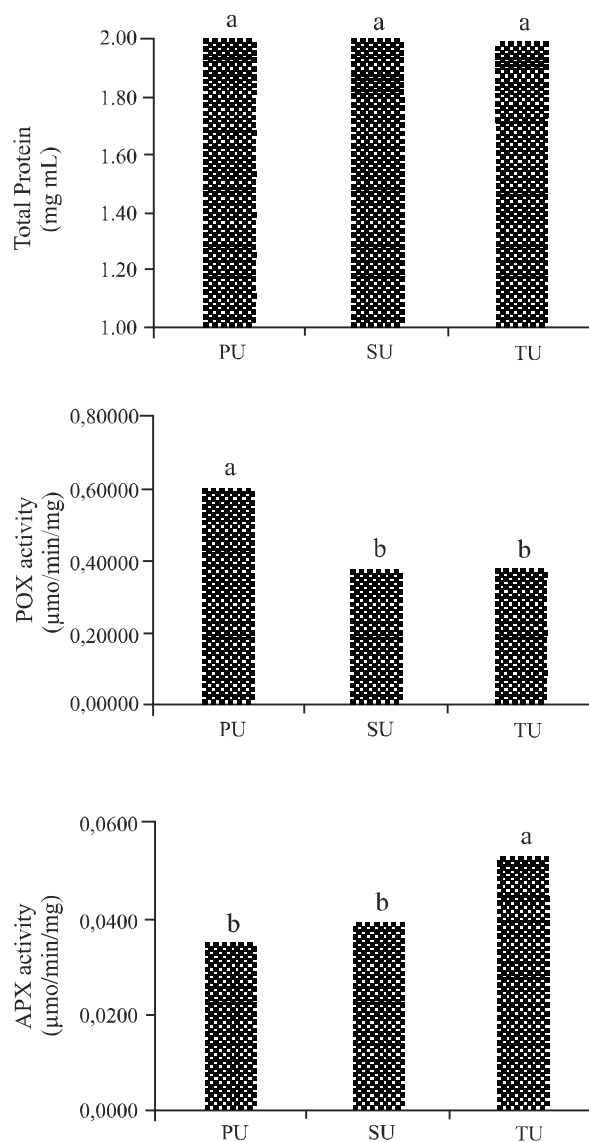 Total Protein
(mg mL)
2.00
1.80
1.60
1.40
1.20
1.00
a
a
a
PU
SU
TU
POX activity
(µmo/min/mg)
0,80000
0,60000
0,40000
0,20000
0,00000
a
b
b
PU
SU
TU
APX activity
(µmo/min/mg)
0,0600
0,0400
0,0200
0,0000
b
b
a
PU
SU
TU